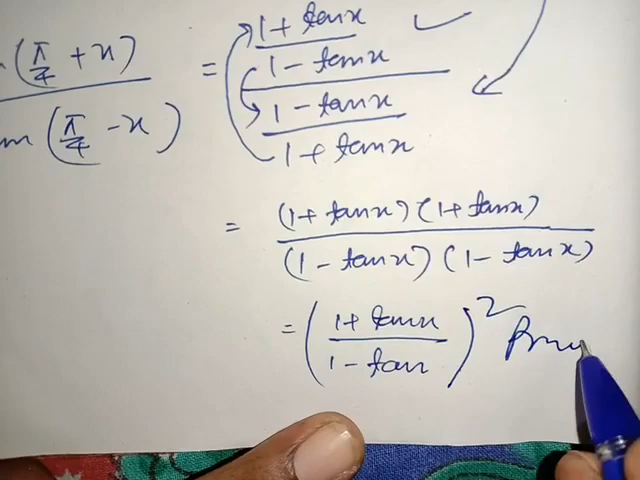 (π/4 + x) / m (π/4 - x) = ((1 + tanx) / (1 - tanx)) / ((1 - tanx) / (1 + tanx)) ✓
= (1 + tanx) (1 + tanx) / (1 - tanx) (1 - tanx)
= ((1 + tanx) / (1 - tan))^2